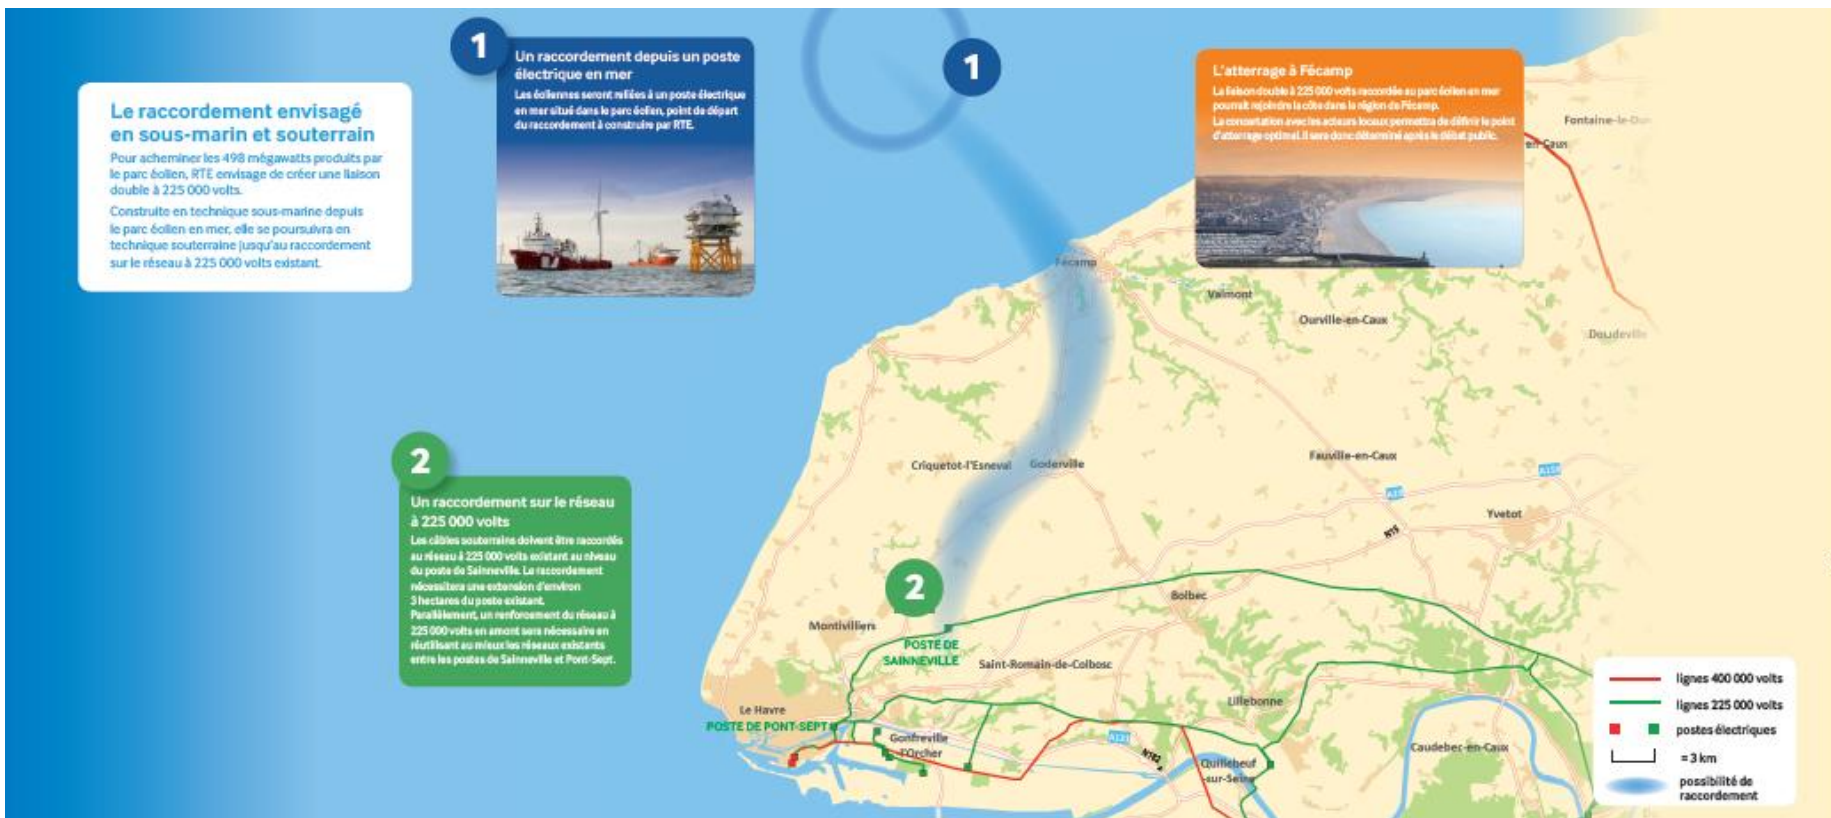 Le raccordement envisagé
en sous-marin et souterrain
Pour acheminer les 498 mégawatts produits par
le parc éolien, RTE envisage de créer une liaison
double à 225 000 volts.
Construite en technique sous-marine depuis
le parc éolien en mer, elle se poursuivra en
technique souterraine jusqu'au raccordement
sur le réseau à 225 000 volts existant.
1
Un raccordement depuis un poste
électrique en mer
Les éoliennes seront reliées à un poste électrique
en mer situé dans le parc éolien, point de départ
du raccordement à construire par RTE.
1
L'atterrage à Fécamp
La liaison double à 225 000 volts raccordée au parc éolien en mer
pourrait rejoindre la côte dans la région de Fécamp.
La concertation avec les acteurs locaux permettra de définir le point
d'atterrage optimal. Il sera donc déterminé après le débat public.
2
Un raccordement sur le réseau
à 225 000 volts
Les câbles souterrains doivent être raccordés
au réseau à 225 000 volts existant au niveau
du poste de Sainneville. Le raccordement
nécessitera une extension d'environ
3 hectares du poste existant.
Parallèlement, un renforcement du réseau à
225 000 volts en amont sera nécessaire en
réutilisant au mieux les réseaux existants
entre les postes de Sainneville et Pont-Sept.
Fontaine-le-Dun
en-Caux
Fécamp
Valmont
Ourville-en-Caux
Doudeville
Criquetot-l'Esneval
Goderville
Fauville-en-Caux
Yvetot
N15
2
Bolbec
Montivilliers
POSTE DE
SAINNEVILLE
Saint-Romain-de-Colbosc
Lillebonne
Le Havre
POSTE DE PONT-SEPT
Gonfreville
l'Orcher
A131
N182
Quillebeuf
-sur-Seine
Caudebec-en-Caux
lignes 400 000 volts
lignes 225 000 volts
postes électriques
= 3 km
possibilité de
raccordement